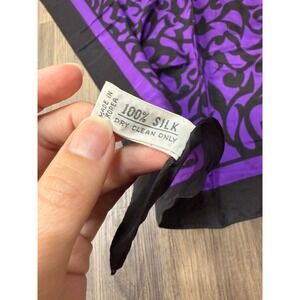 MADE IN
KOREA
100% SILK
DRY CLEAN ONLY